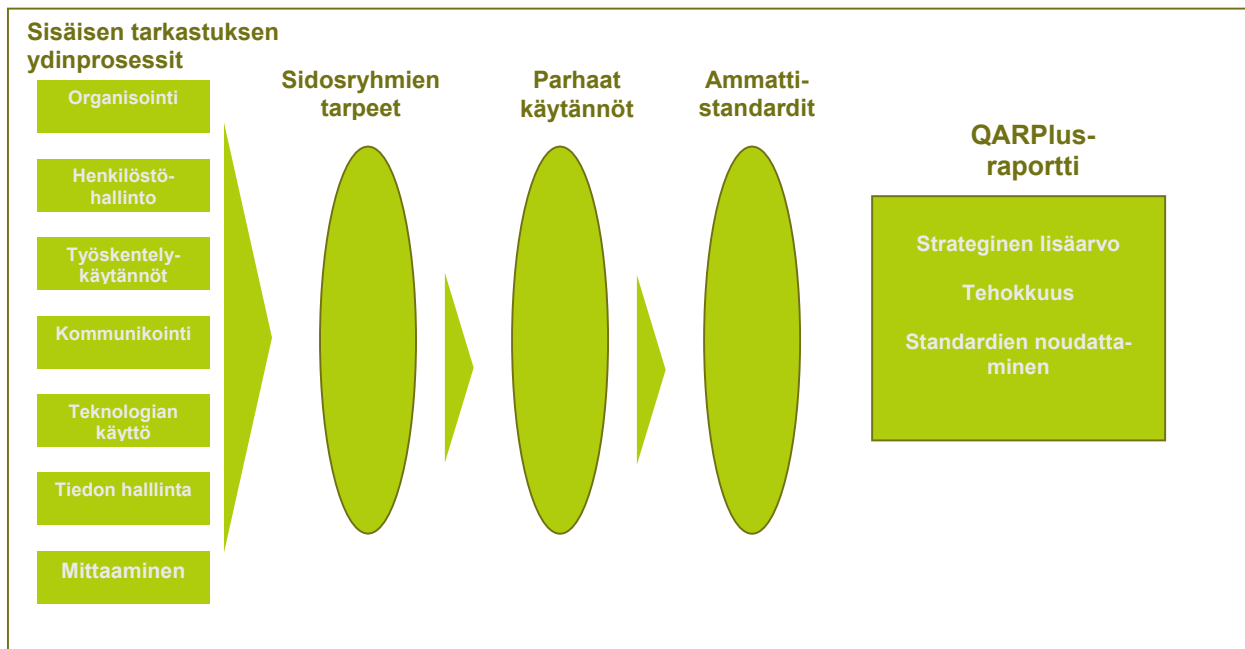 Sisäisen tarkastuksen
ydinprosessit
Organisointi
Henkilöstö-
hallinto
Työskentely-
käytännöt
Kommunikointi
Teknologian
käyttö
Tiedon halllinta
Mittaaminen
Sidosryhmien
tarpeet
Parhaat
käytännöt
Ammatti-
standardit
QARPlus-
raportti
Strateginen lisäarvo
Tehokkuus
Standardien noudatta-
minen